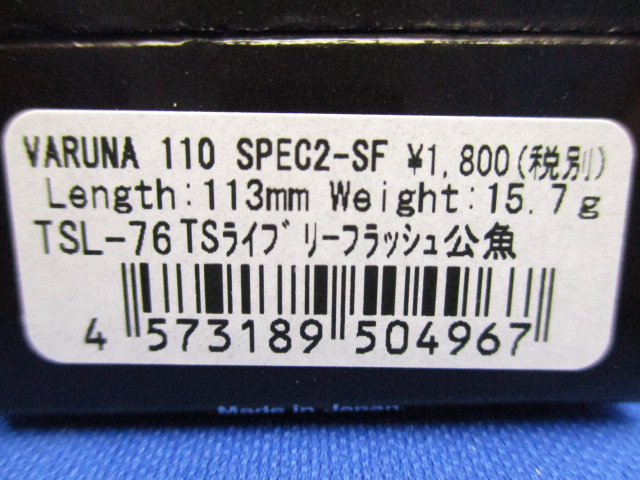 VARUNA 110 SPEC2-SF ¥1,800(税別)
Length:113mm Weight:15.7g
TSL-76 TSライブリーフラッシュ公魚
4 573189 504967
Made in Japan.